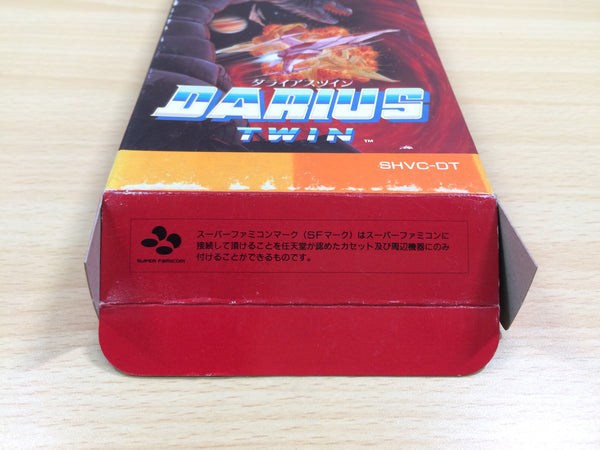 ダライアスツイン
DARIUS
TWIN ™
SHVC-DT
スーパーファミコンマーク（SFマーク）はスーパーファミコンに
接続して頂けることを任天堂が認めたカセット及び周辺機器にのみ
付けることができるものです。
SUPER FAMICOM